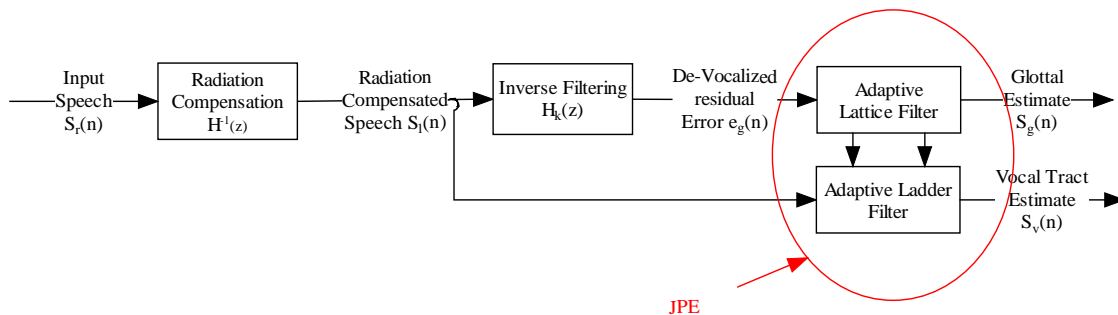 Input
Speech
Sr(n)
Radiation
Compensation
H-1(z)
Radiation
Compensated
Speech Sl(n)
Inverse Filtering
Hk(z)
De-Vocalized
residual
Error eg(n)
Adaptive
Lattice Filter
Glottal
Estimate
Sg(n)
Adaptive Ladder
Filter
Vocal Tract
Estimate
Sv(n)
JPE